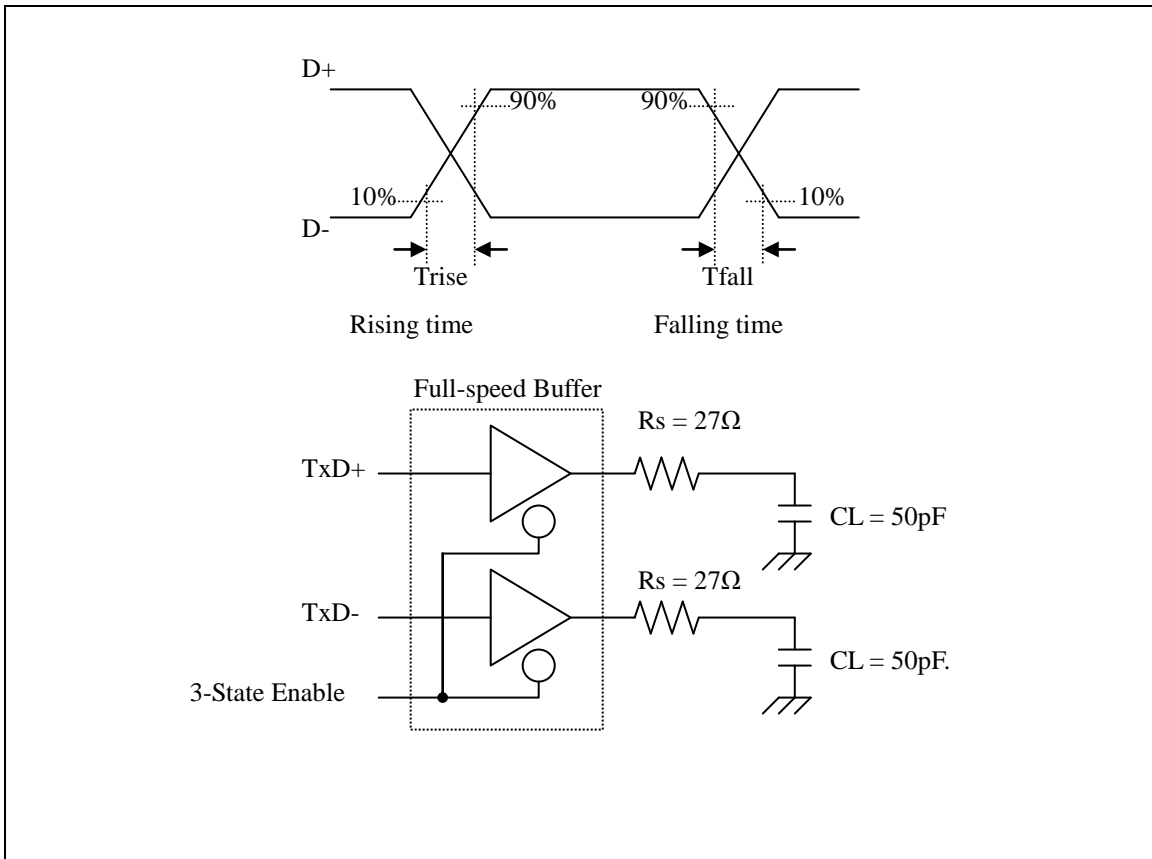 D+
90% 90%
10% 10%
D-
Trise Tfall
Rising time Falling time
Full-speed Buffer
Rs = 27Ω
TxD+
CL = 50pF
Rs = 27Ω
TxD-
CL = 50pF.
3-State Enable